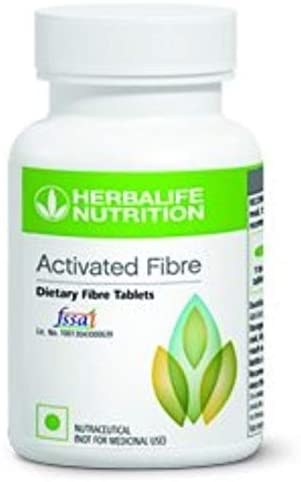 HERBALIFE
NUTRITION
Activated Fibre
Dietary Fibre Tablets
fssai
NUTRACEUTICAL
(NOT FOR MEDICINAL USE)